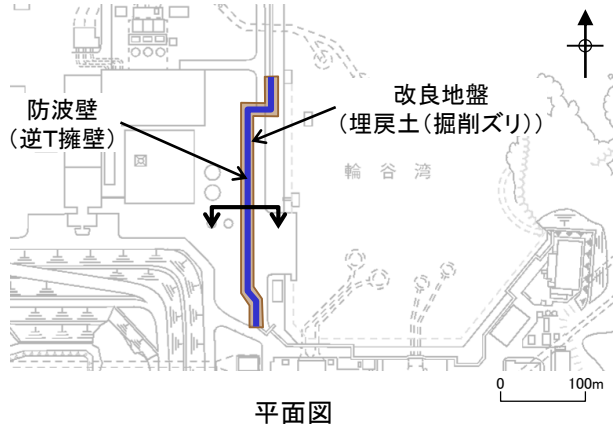 防波壁
(逆T擁壁)
改良地盤
(埋戻土(掘削ズリ))
輪谷湾
0 100m
平面図